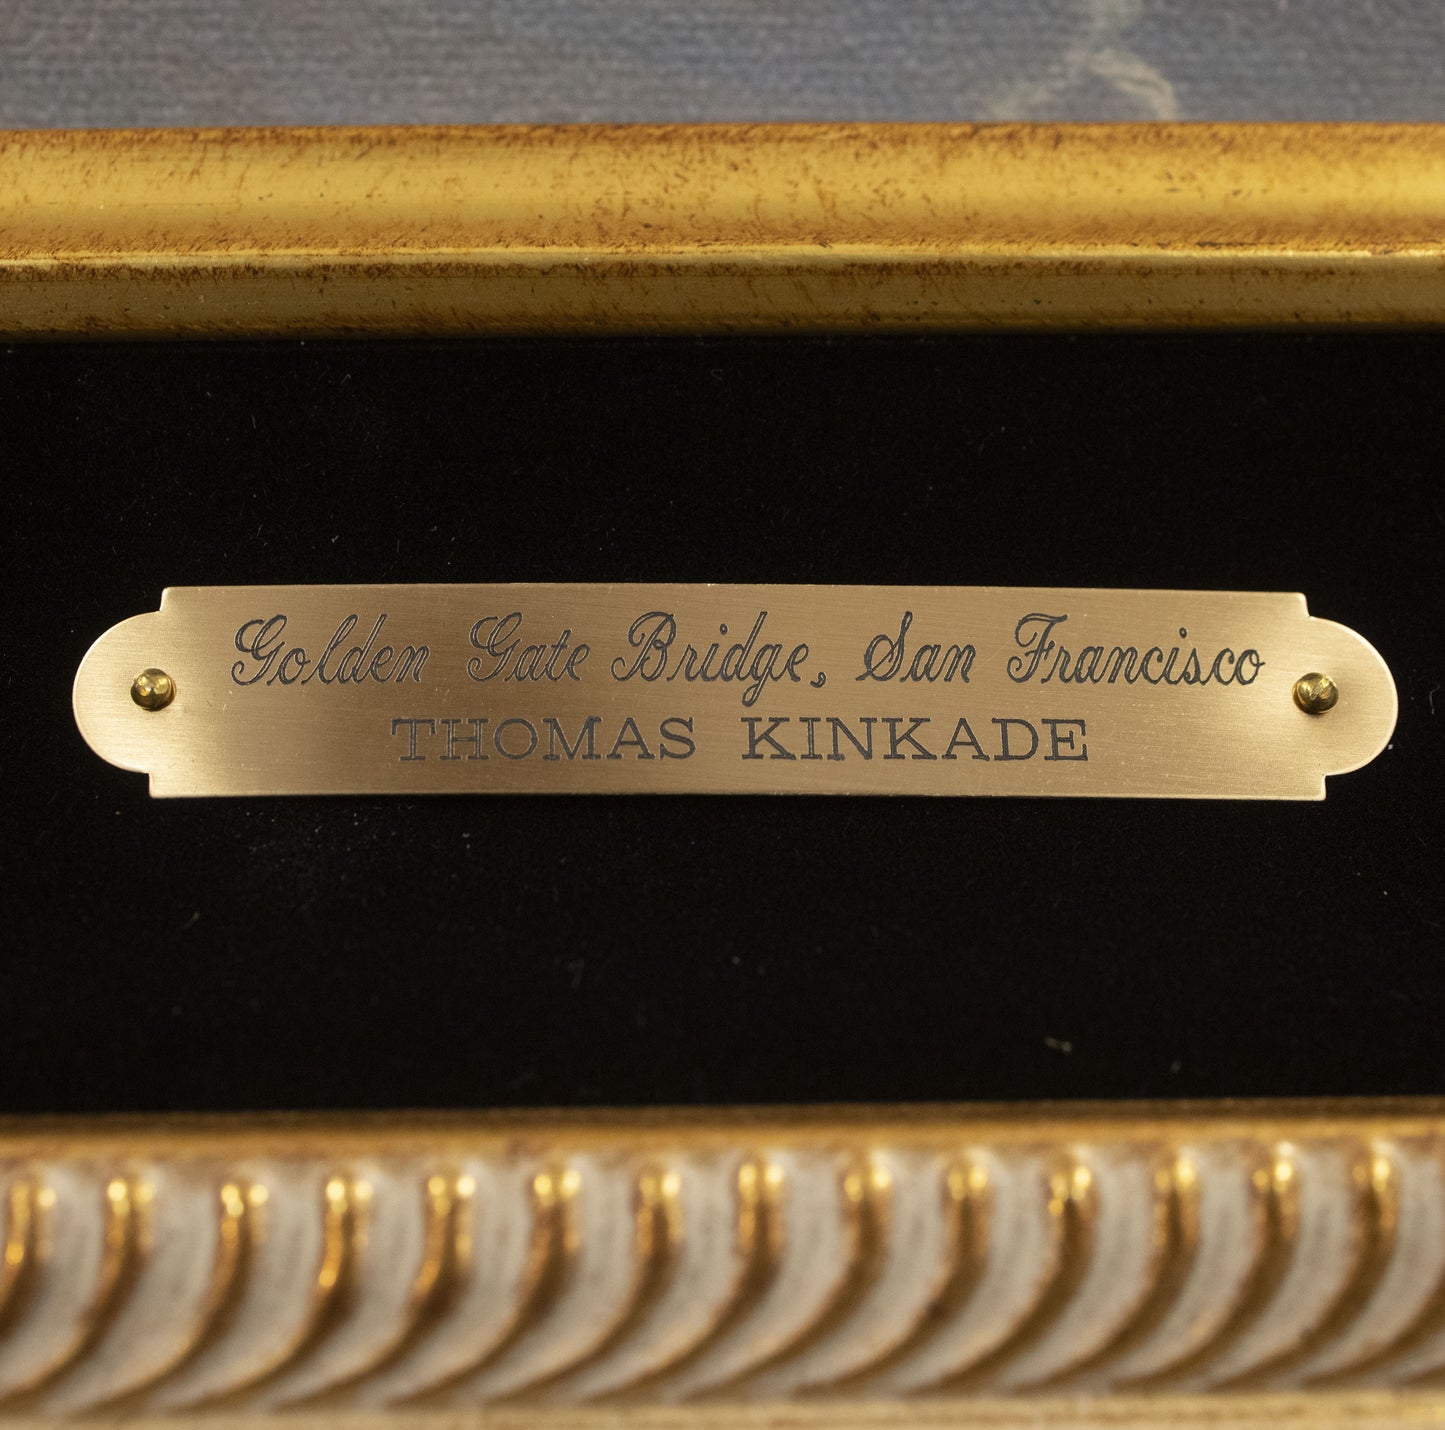 Golden Gate Bridge, San Francisco
THOMAS KINKADE